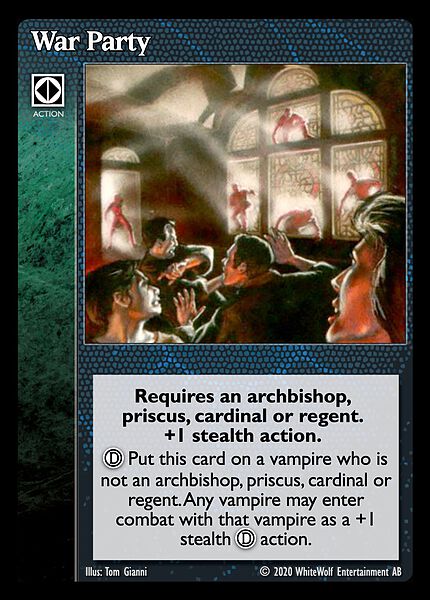 War Party
ACTION
Requires an archbishop,
priscus, cardinal or regent.
+1 stealth action.
Ⓓ Put this card on a vampire who is
not an archbishop, priscus, cardinal or
regent. Any vampire may enter
combat with that vampire as a +1
stealth Ⓓ action.
Illus: Tom Gianni © 2020 WhiteWolf Entertainment AB